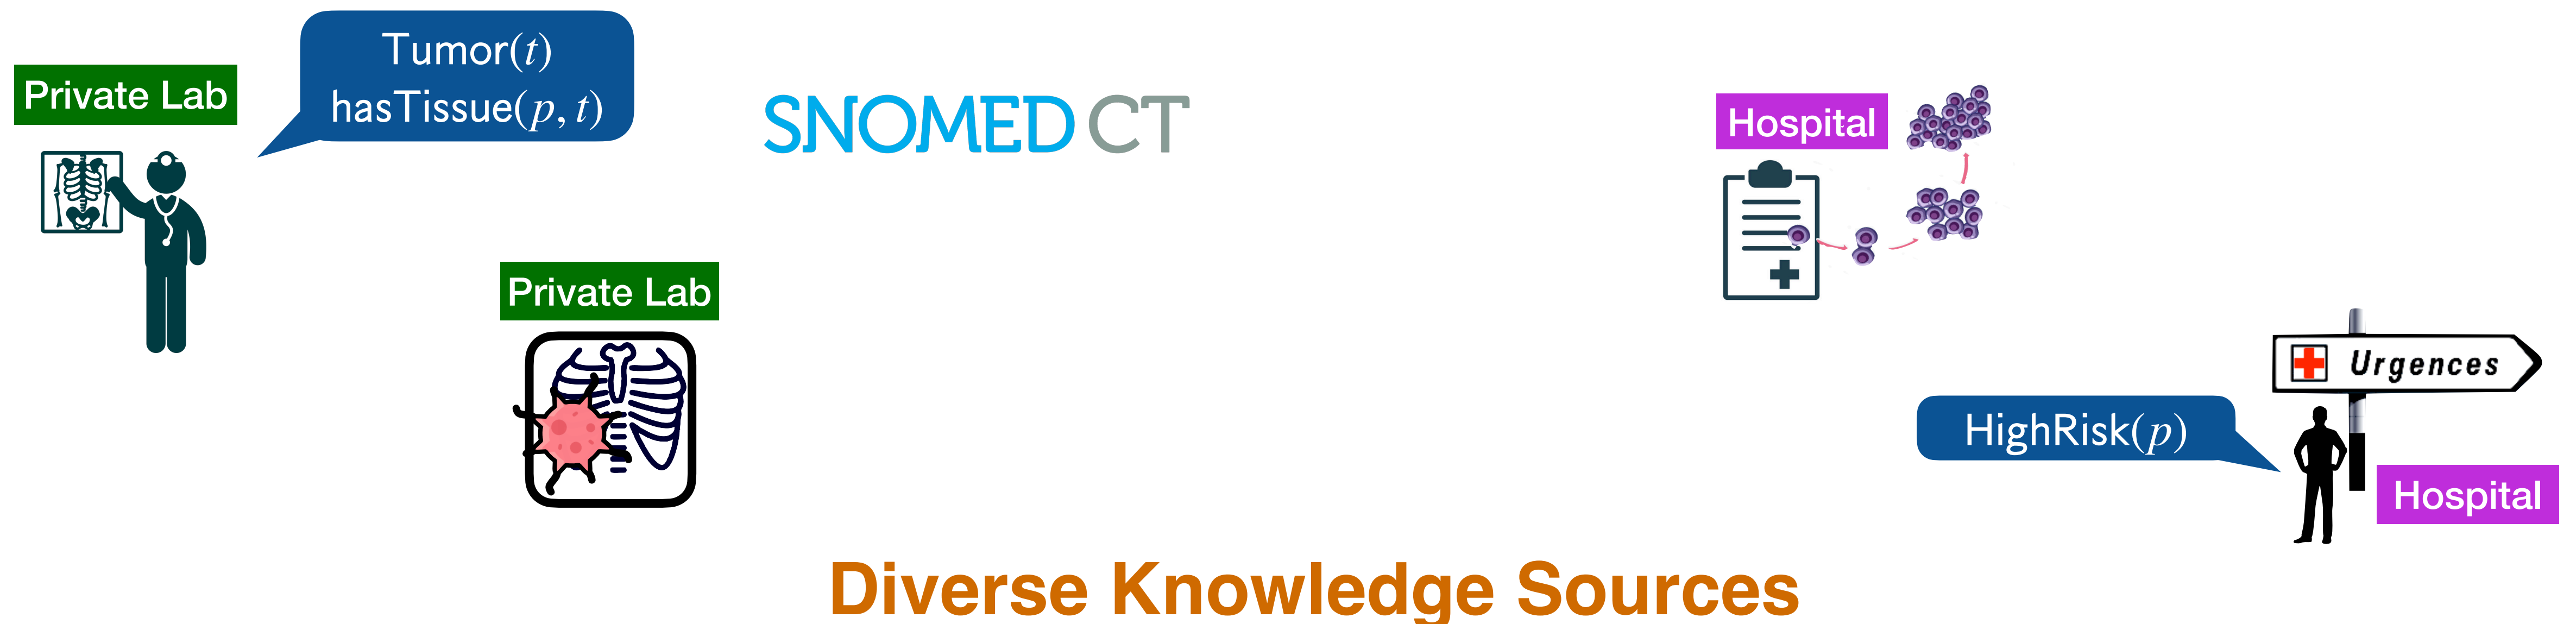 Private Lab
Tumor(t)
hasTissue(p, t)
SNOMED CT
Hospital
Private Lab
Urgences
HighRisk(p)
Hospital
Diverse Knowledge Sources